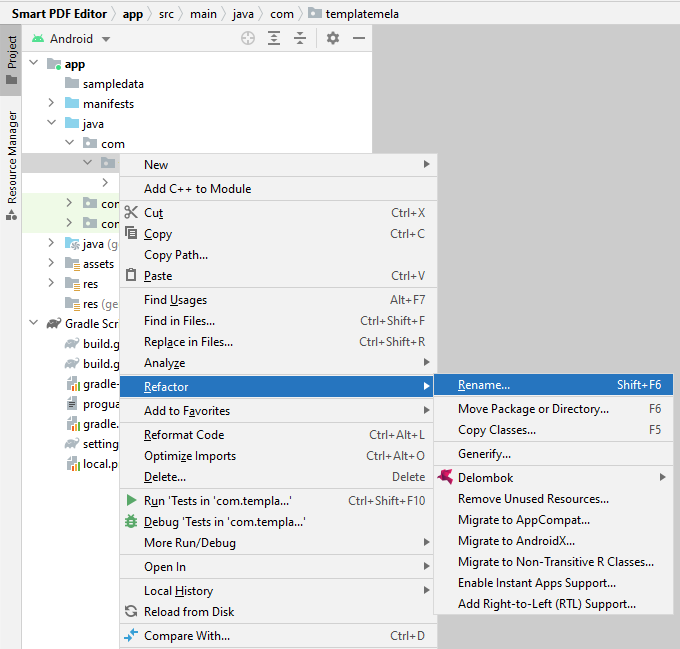 Smart PDF Editor app src main java com templatemela
Project
Android
app
sampledata
manifests
java
com
Resource Manager
com
com
java (g
assets
res
res (ge
Gradle Scr
build.g
build.g
gradle-
progua
gradle.
setting
local.p
New
Add C++ to Module
Cut Ctrl+X
Copy Ctrl+C
Copy Path...
Paste Ctrl+V
Find Usages Alt+F7
Find in Files... Ctrl+Shift+F
Replace in Files... Ctrl+Shift+R
Analyze
Refactor
Add to Favorites
Reformat Code Ctrl+Alt+L
Optimize Imports Ctrl+Alt+O
Delete... Delete
Run 'Tests in 'com.templa...' Ctrl+Shift+F10
Debug 'Tests in 'com.templa...'
More Run/Debug
Open In
Local History
Reload from Disk
Compare With... Ctrl+D
Rename... Shift+F6
Move Package or Directory... F6
Copy Classes... F5
Generify...
Delombok
Remove Unused Resources...
Migrate to AppCompat...
Migrate to AndroidX...
Migrate to Non-Transitive R Classes...
Enable Instant Apps Support...
Add Right-to-Left (RTL) Support...